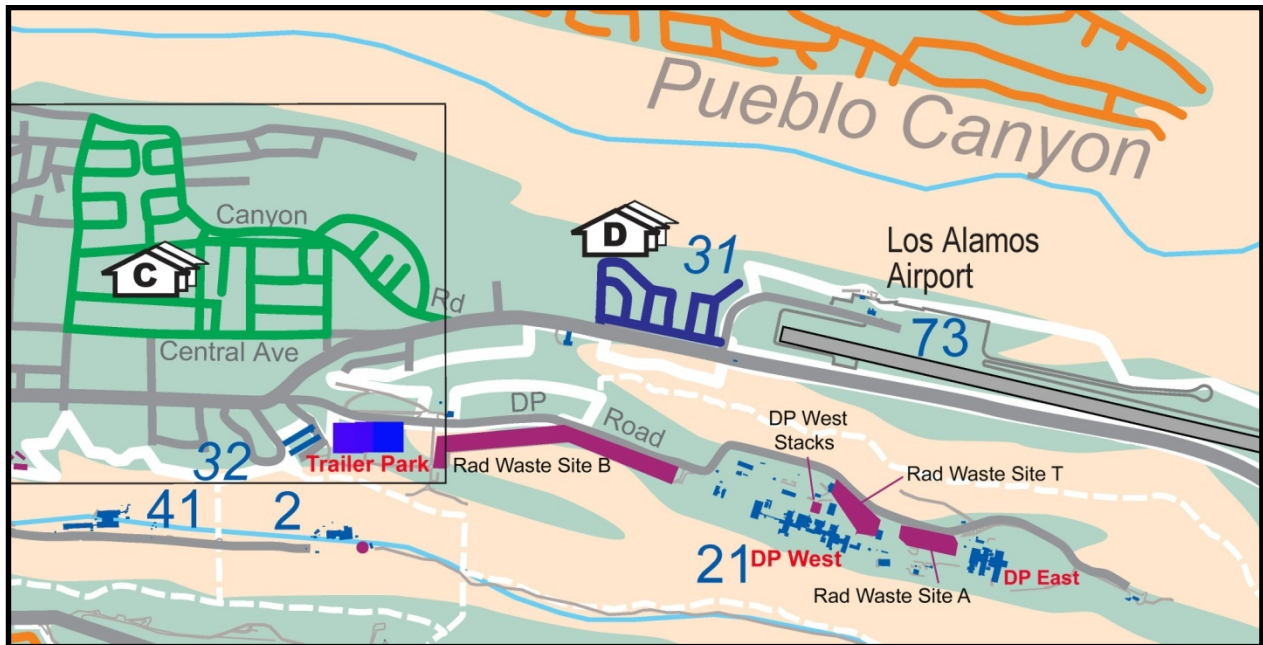 Pueblo Canyon
Canyon
Rd
D
31
Los Alamos
Airport
C
73
Central Ave
DP
Road
DP West
Stacks
32
Trailer Park
Rad Waste Site B
Rad Waste Site T
41
2
21
DP West
DP East
Rad Waste Site A